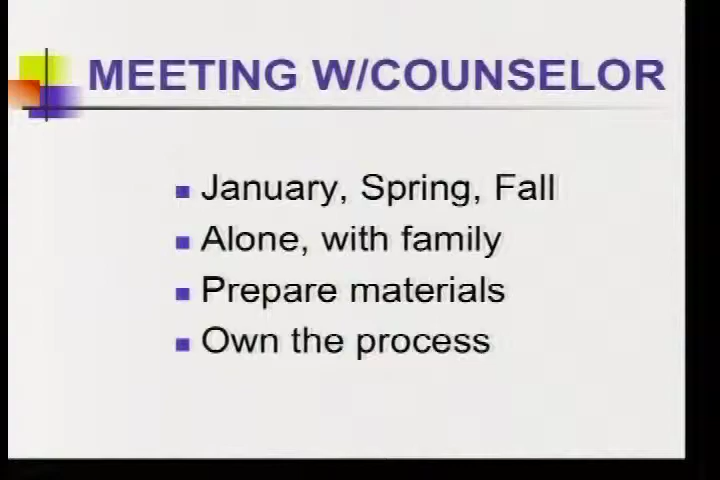 MEETING W/COUNSELOR
January, Spring, Fall
Alone, with family
Prepare materials
Own the process